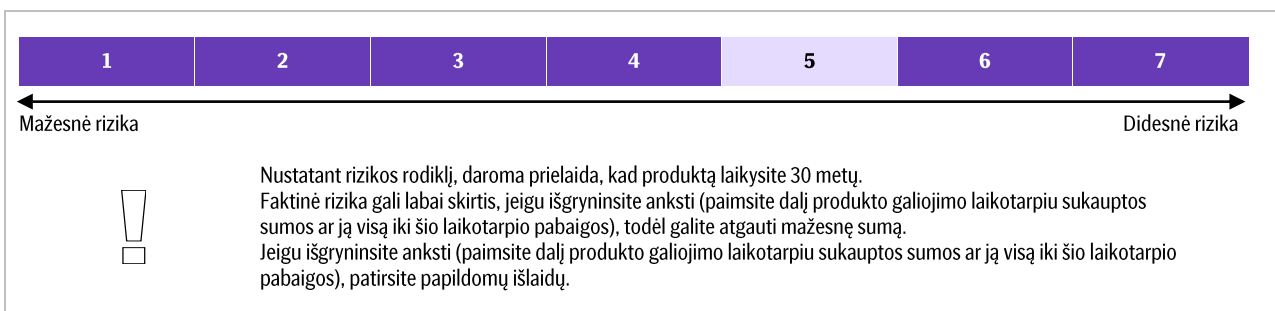 1 2 3 4 5 6 7
Mažesnė rizika Didesnė rizika
Nustatant rizikos rodiklį, daroma prielaida, kad produktą laikysite 30 metų.
Faktinė rizika gali labai skirtis, jeigu išgryninsite anksti (paimsite dalį produkto galiojimo laikotarpiu sukauptos
sumos ar ją visą iki šio laikotarpio pabaigos), todėl galite atgauti mažesnę sumą.
Jeigu išgryninsite anksti (paimsite dalį produkto galiojimo laikotarpiu sukauptos sumos ar ją visą iki šio laikotarpio
pabaigos), patirsite papildomų išlaidų.